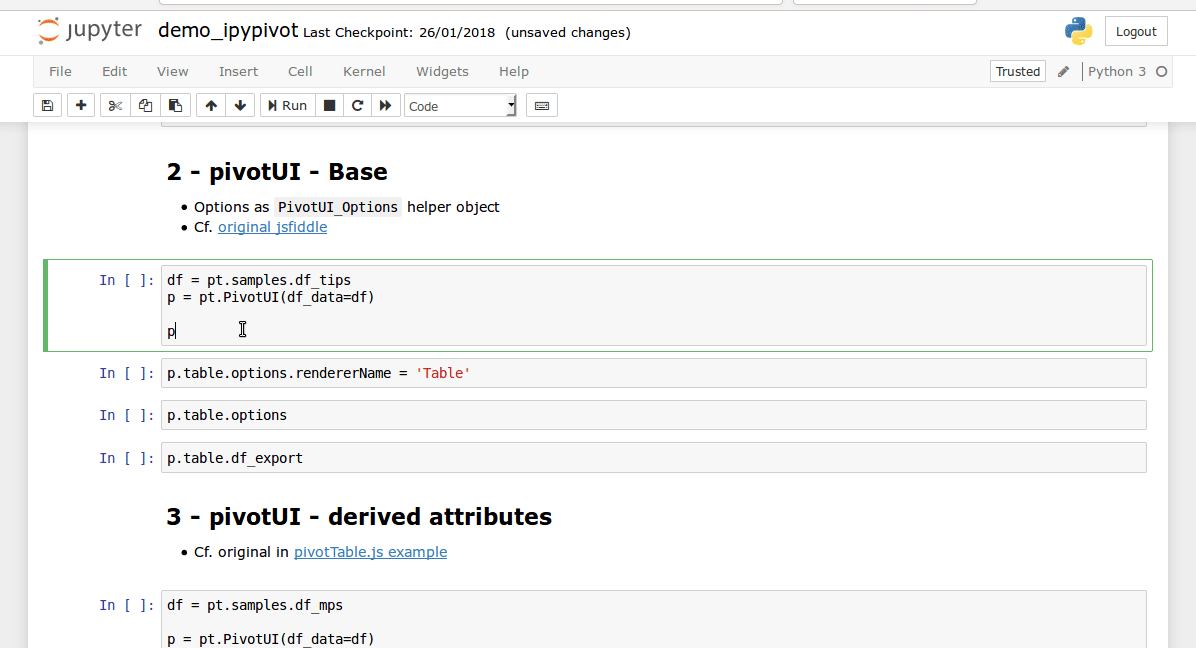 jupyter demo_ipypivot Last Checkpoint: 26/01/2018 (unsaved changes)
Logout
File Edit View Insert Cell Kernel Widgets Help
Trusted Python 3
Run Code
2 - pivotUI - Base
• Options as PivotUI_Options helper object
• Cf. original jsfiddle
In [ ]: df = pt.samples.df_tips
p = pt.PivotUI(df_data=df)
p
In [ ]: p.table.options.rendererName = 'Table'
In [ ]: p.table.options
In [ ]: p.table.df_export
3 - pivotUI - derived attributes
• Cf. original in pivotTable.js example
In [ ]: df = pt.samples.df_mps
p = pt.PivotUI(df_data=df)